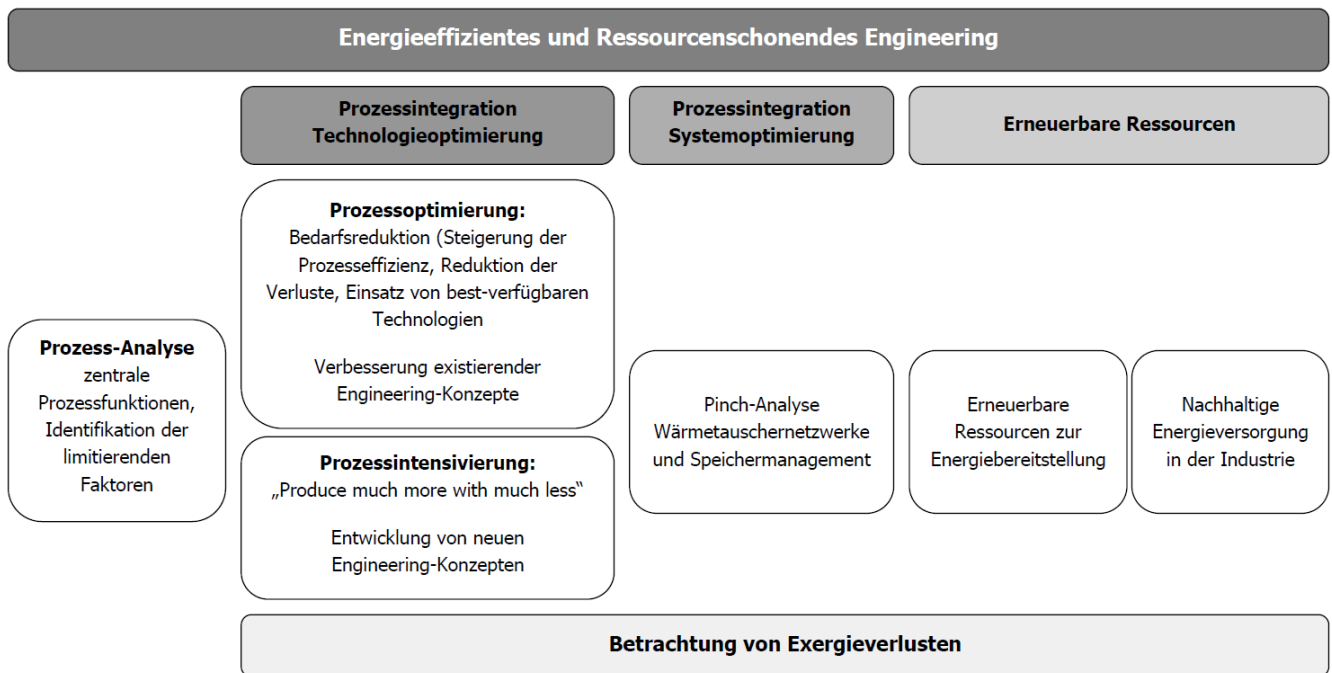 Energieeffizientes und Ressourcenschonendes Engineering
Prozessintegration
Technologieoptimierung
Prozessintegration
Systemoptimierung
Erneuerbare Ressourcen
Prozess-Analyse
zentrale
Prozessfunktionen,
Identifikation der
limitierenden
Faktoren
Prozessoptimierung:
Bedarfsreduktion (Steigerung der
Prozesseffizienz, Reduktion der
Verluste, Einsatz von best-verfügbaren
Technologien
Verbesserung existierender
Engineering-Konzepte
Prozessintensivierung:
„Produce much more with much less“
Entwicklung von neuen
Engineering-Konzepten
Pinch-Analyse
Wärmetauschernetzwerke
und Speichermanagement
Erneuerbare
Ressourcen zur
Energiebereitstellung
Nachhaltige
Energieversorgung
in der Industrie
Betrachtung von Exergieverlusten